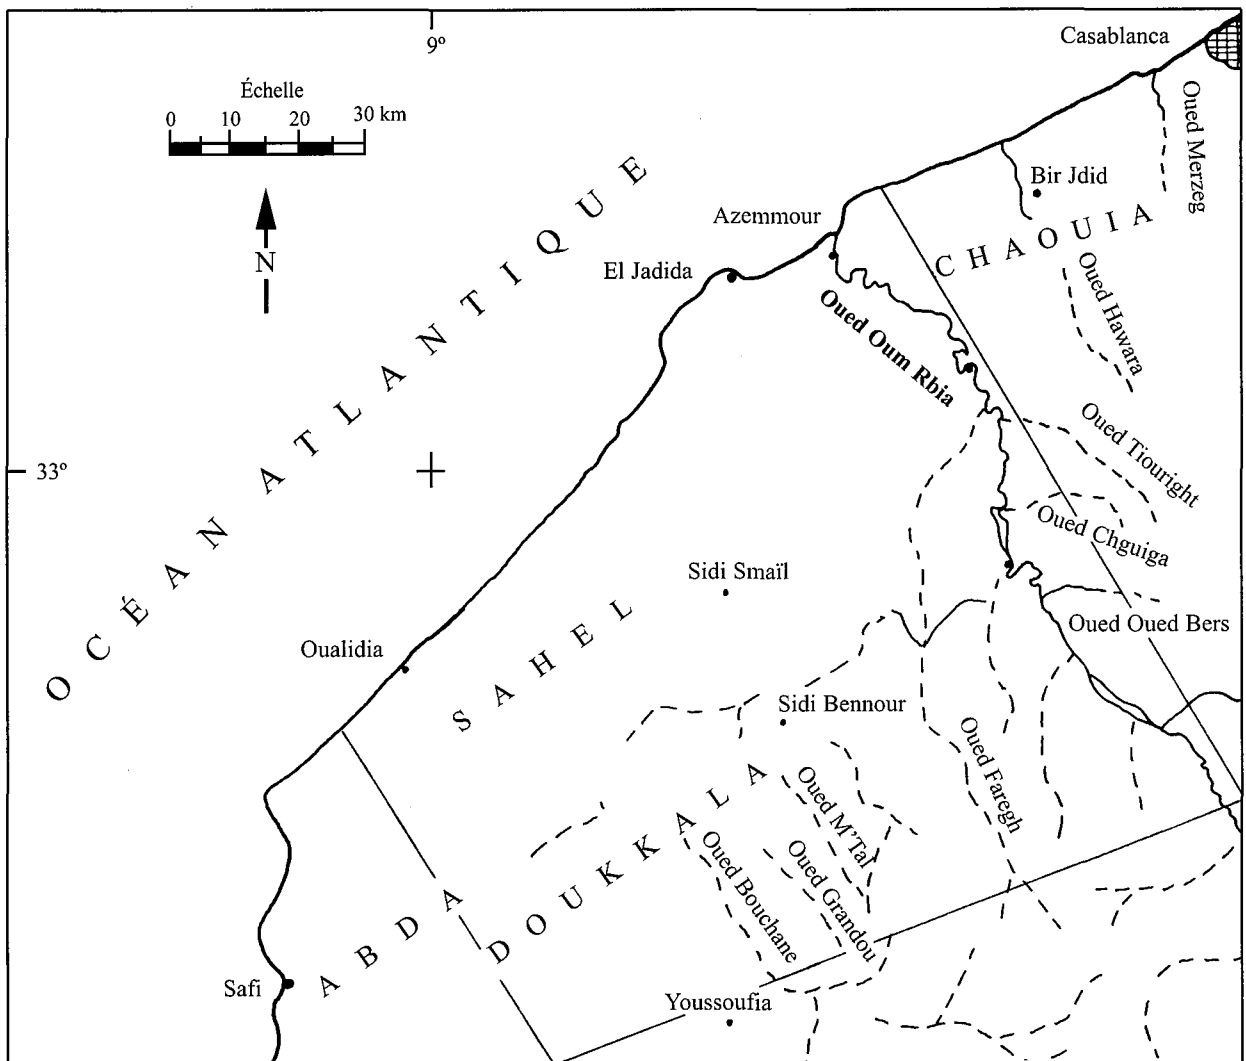 9º
Casablanca
Échelle
0 10 20 30 km
N
Oued Merzeg
Bir Jdid
Azemmour
CHAOUIA
El Jadida
Oued Hawara
Oued Oum Rbia
OCÉAN ATLANTIQUE
33º
Oued Tiouright
Oued Chguiga
Sidi Smaïl
Oued Oued Bers
Oualidia
SAHEL
Sidi Bennour
Oued Faregh
Oued M'Tal
Oued Grandou
Oued Bouchane
DOUKKALA
ABDA
Safi
Youssoufia